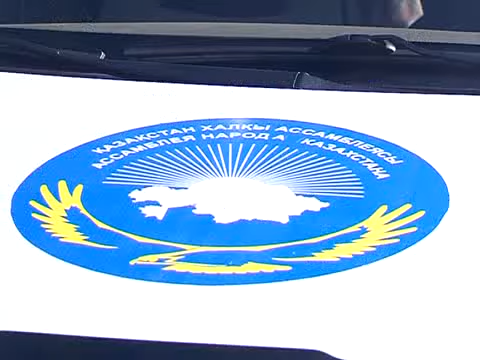 ҚАЗАҚСТАН ХАЛҚЫ АССАМБЛЕЯСЫ
АССАМБЛЕЯ НАРОДА КАЗАХСТАНА